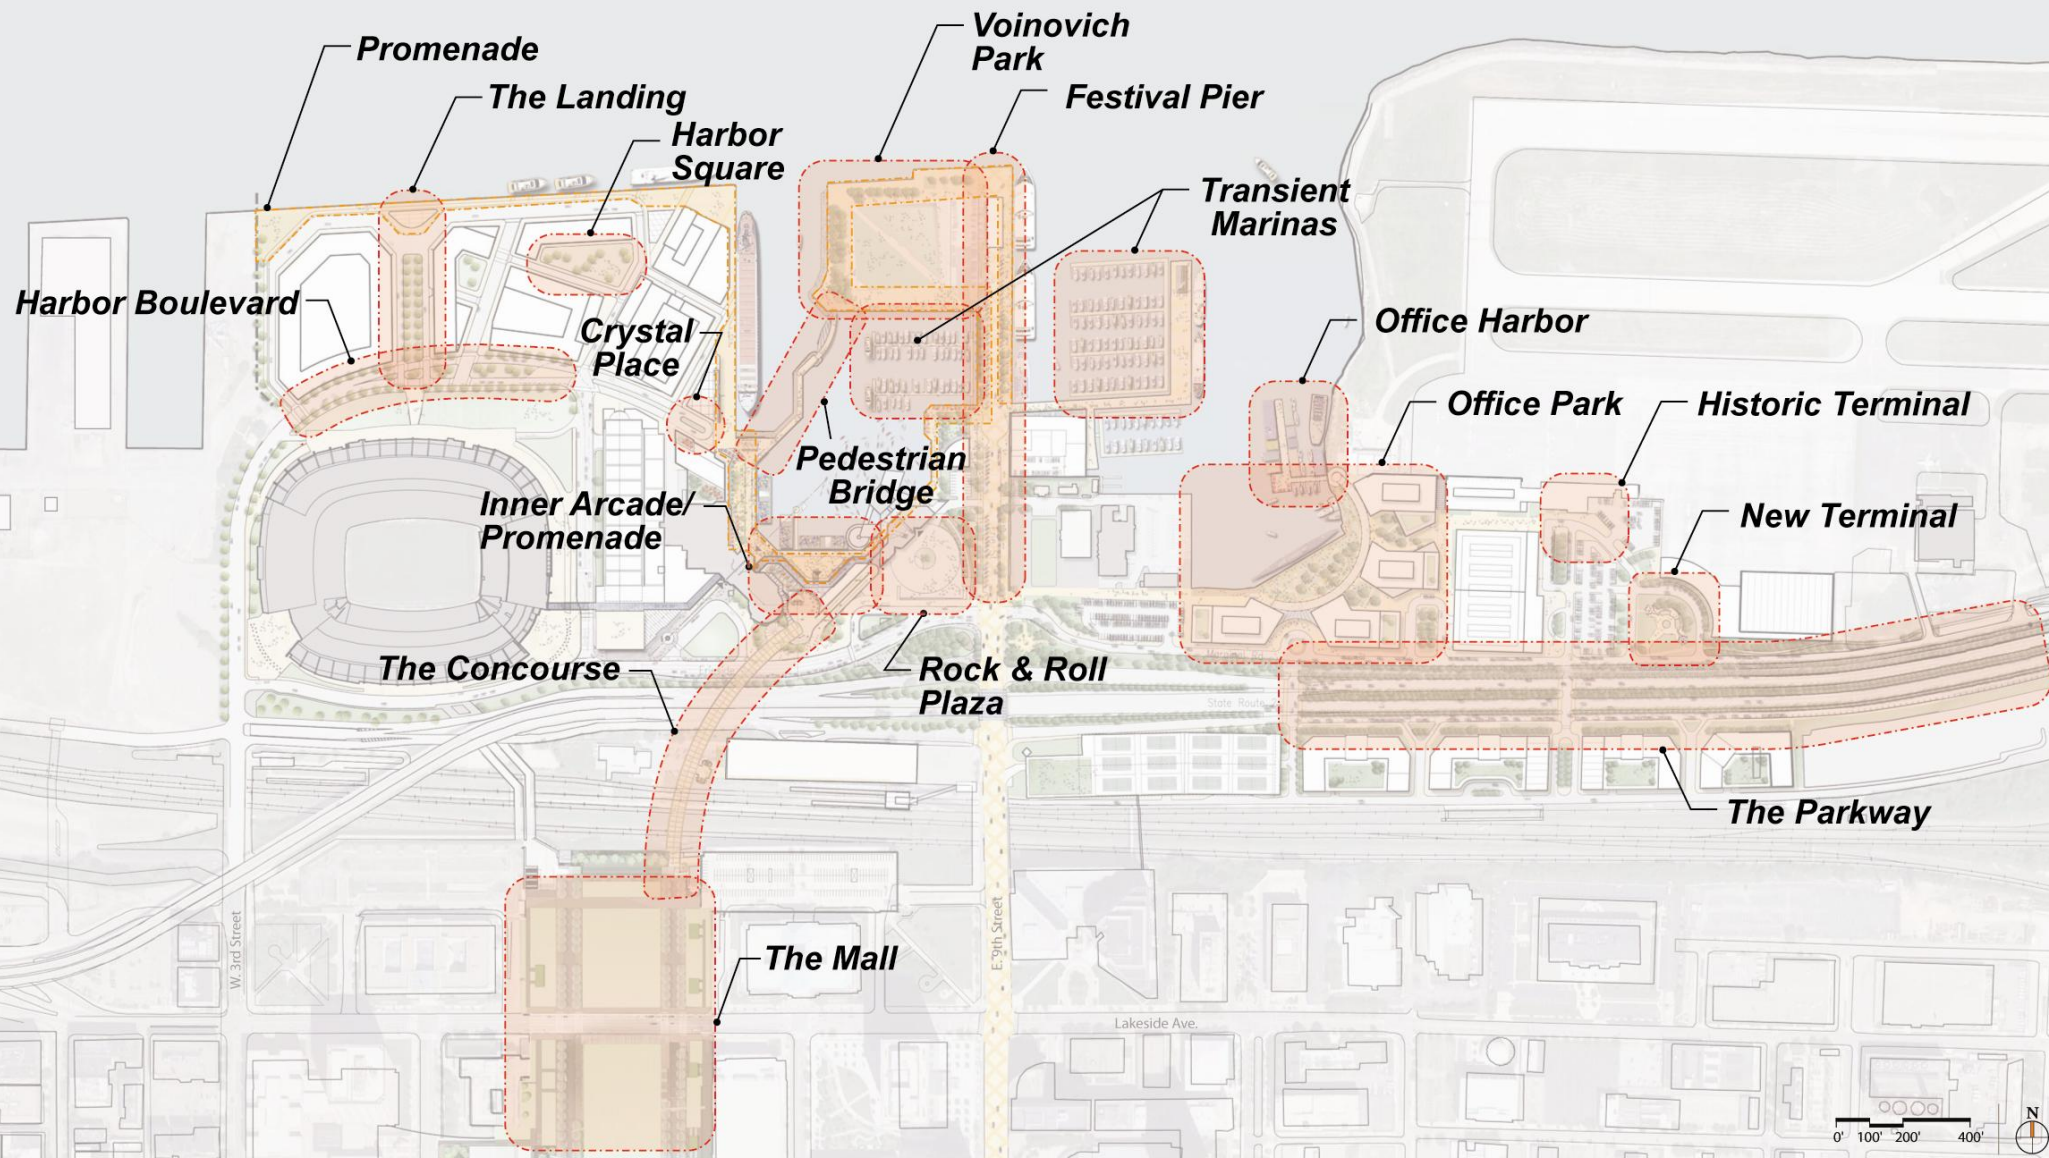 Voinovich
Park
Promenade
The Landing
Festival Pier
Harbor
Square
Transient
Marinas
Harbor Boulevard
Crystal
Place
Office Harbor
Office Park
Historic Terminal
Pedestrian
Bridge
Inner Arcade/
Promenade
New Terminal
The Concourse
Rock & Roll
Plaza
State Route
The Parkway
The Mall
W. 3rd Street
E. 9th Street
Lakeside Ave.
N
0' 100' 200' 400'